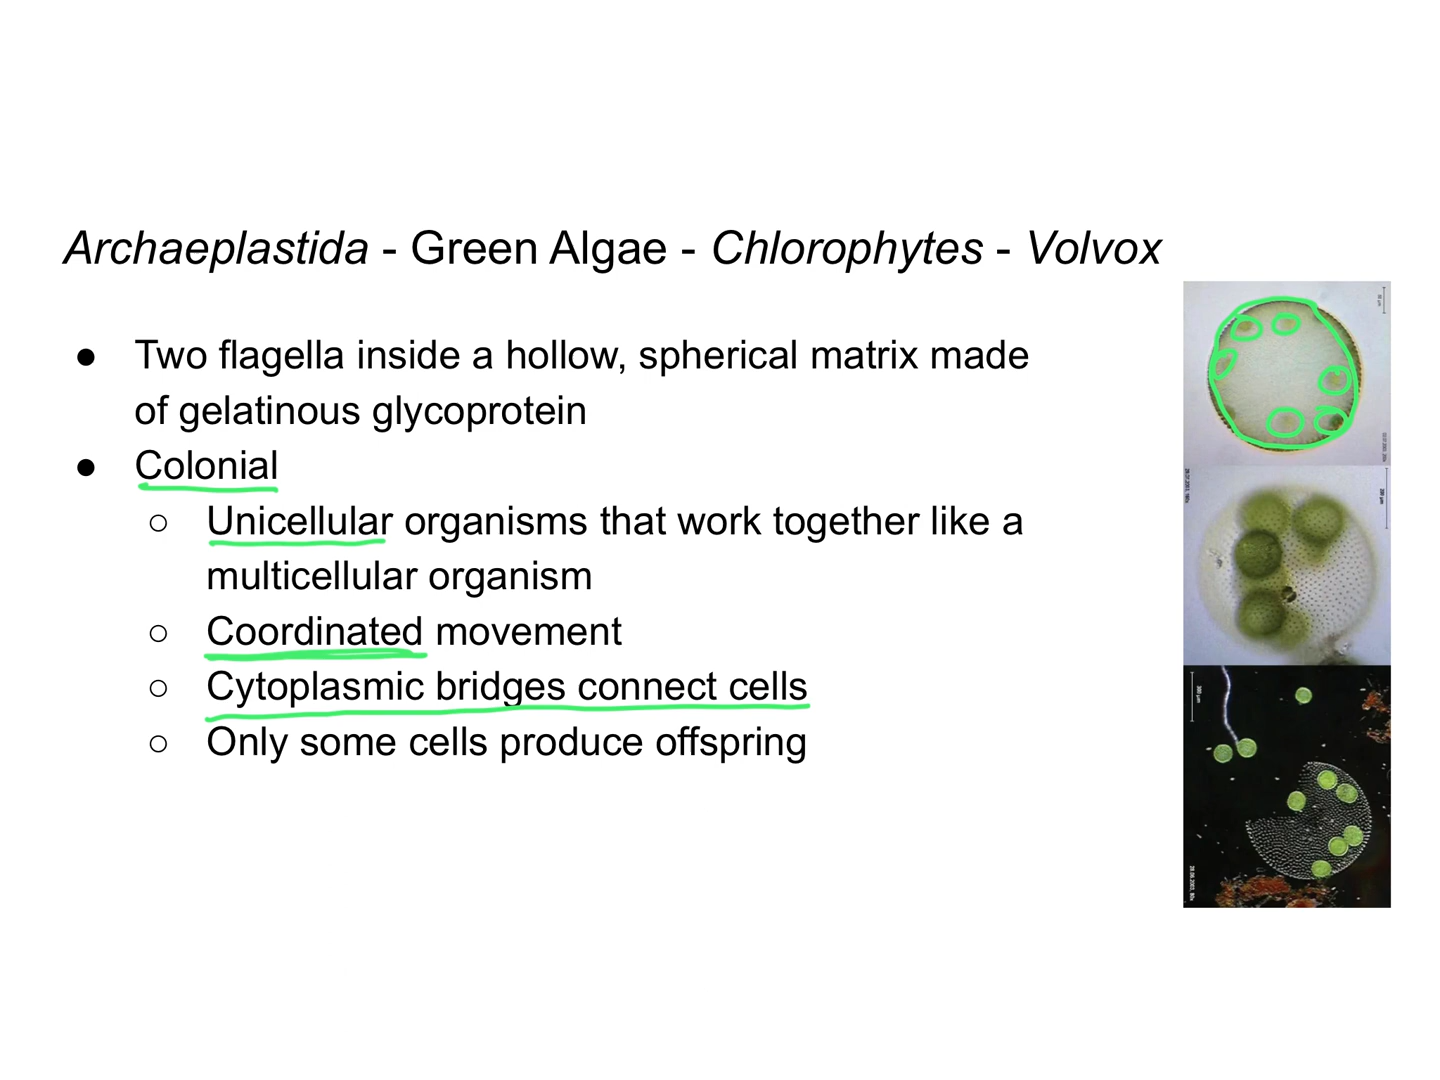 Archaeplastida - Green Algae - Chlorophytes - Volvox
● Two flagella inside a hollow, spherical matrix made
of gelatinous glycoprotein
● Colonial
○ Unicellular organisms that work together like a
multicellular organism
○ Coordinated movement
○ Cytoplasmic bridges connect cells
○ Only some cells produce offspring